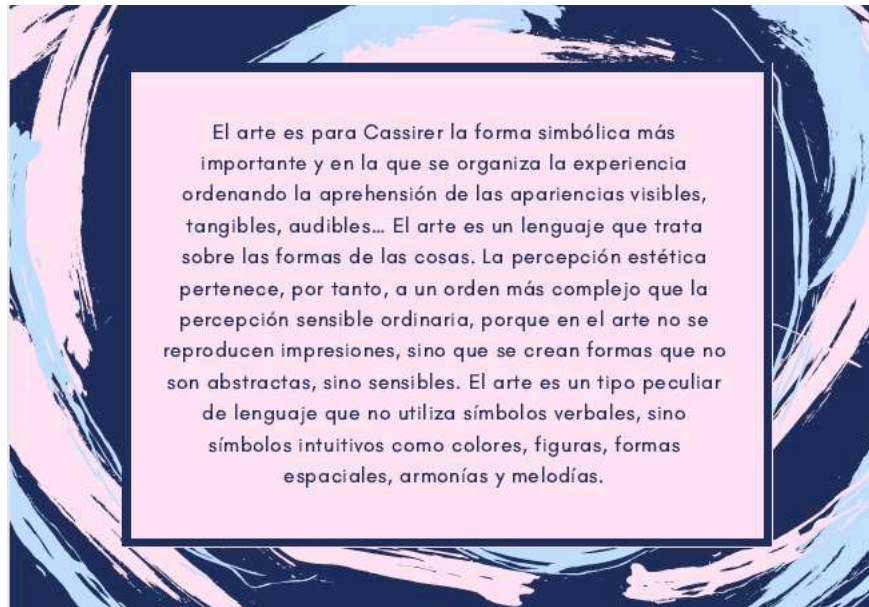 El arte es para Cassirer la forma simbólica más
importante y en la que se organiza la experiencia
ordenando la aprehensión de las apariencias visibles,
tangibles, audibles... El arte es un lenguaje que trata
sobre las formas de las cosas. La percepción estética
pertenece, por tanto, a un orden más complejo que la
percepción sensible ordinaria, porque en el arte no se
reproducen impresiones, sino que se crean formas que no
son abstractas, sino sensibles. El arte es un tipo peculiar
de lenguaje que no utiliza símbolos verbales, sino
símbolos intuitivos como colores, figuras, formas
espaciales, armonías y melodías.